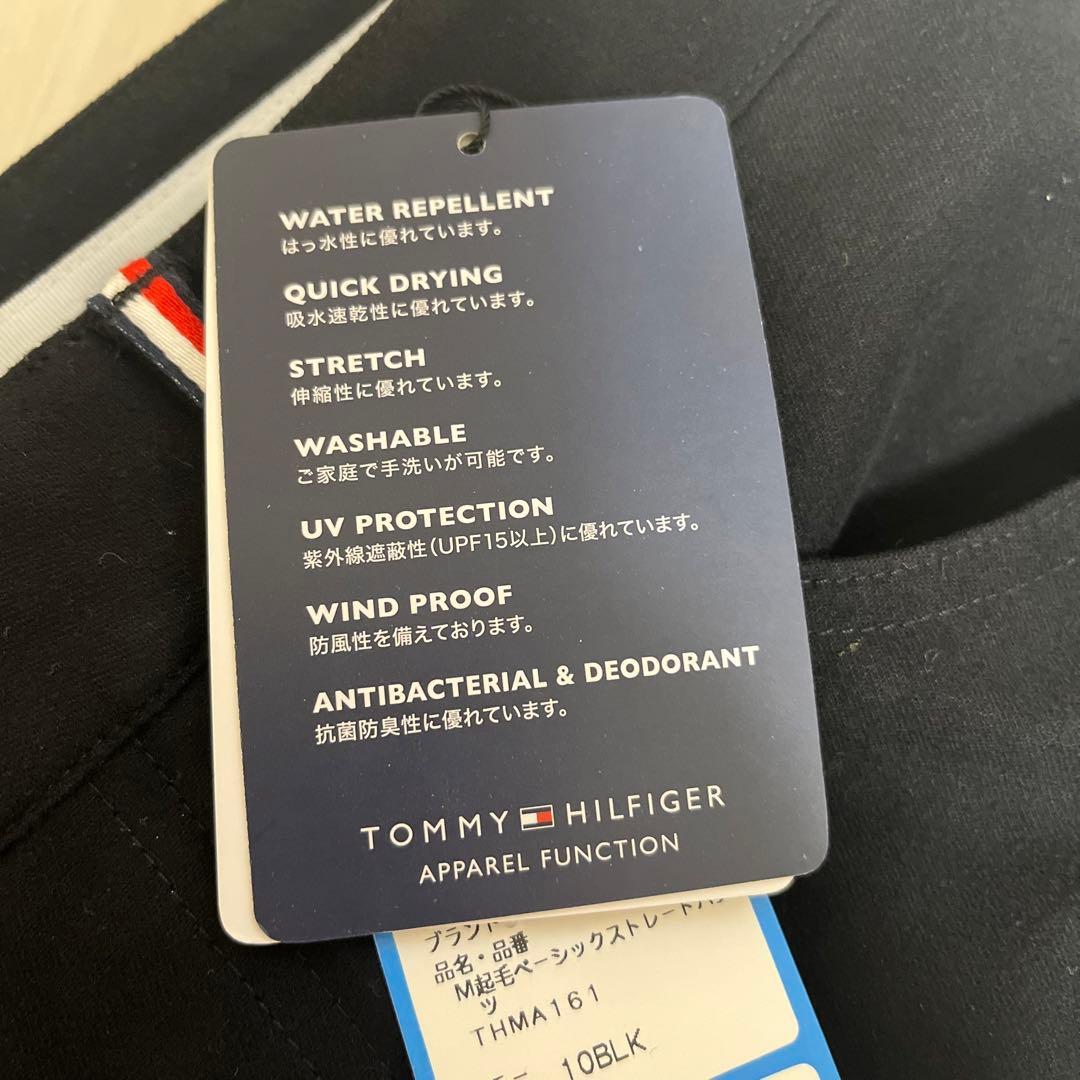 WATER REPELLENT
はっ水性に優れています。
QUICK DRYING
吸水速乾性に優れています。
STRETCH
伸縮性に優れています。
WASHABLE
ご家庭で手洗いが可能です。
UV PROTECTION
紫外線遮蔽性(UPF15以上)に優れています。
WIND PROOF
防風性を備えております。
ANTIBACTERIAL & DEODORANT
抗菌防臭性に優れています。
TOMMY HILFIGER
APPAREL FUNCTION
ブランド
品名・品番
M起毛ベーシックストレートパン
ツ
THMA161
10BLK